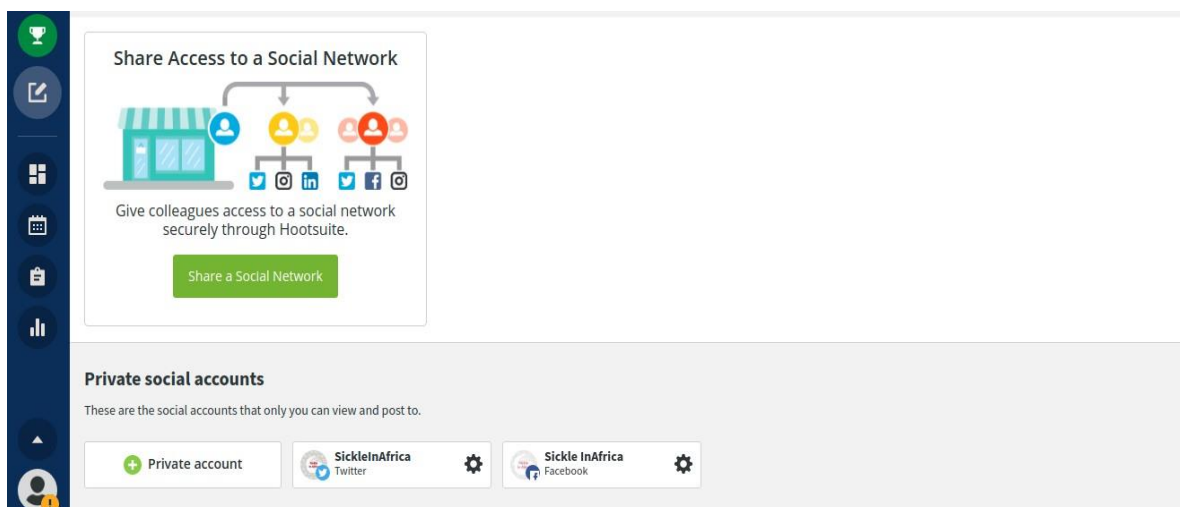 Share Access to a Social Network
Give colleagues access to a social network
securely through Hootsuite.
Share a Social Network
Private social accounts
These are the social accounts that only you can view and post to.
Private account
SickleInAfrica
Twitter
Sickle InAfrica
Facebook